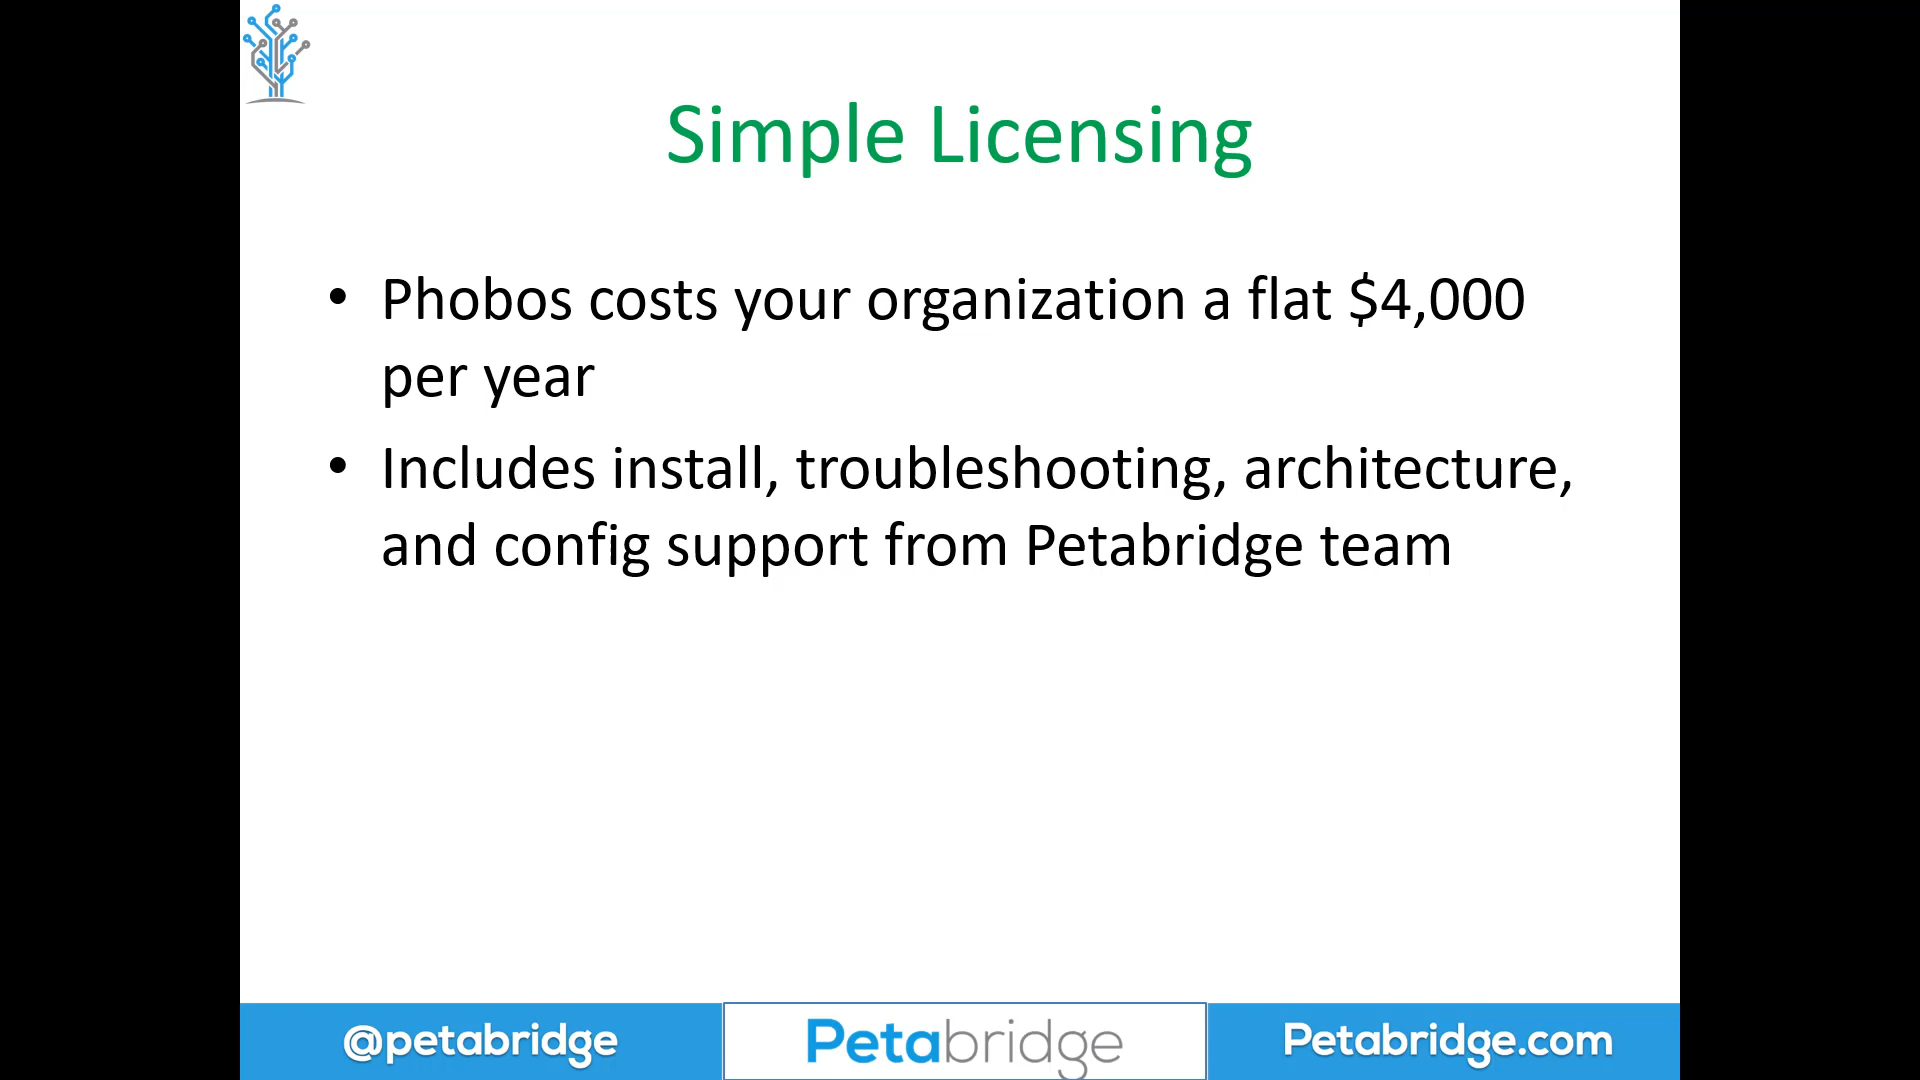 Simple Licensing
• Phobos costs your organization a flat $4,000
per year
• Includes install, troubleshooting, architecture,
and config support from Petabridge team
@petabridge
Petabridge
Petabridge.com